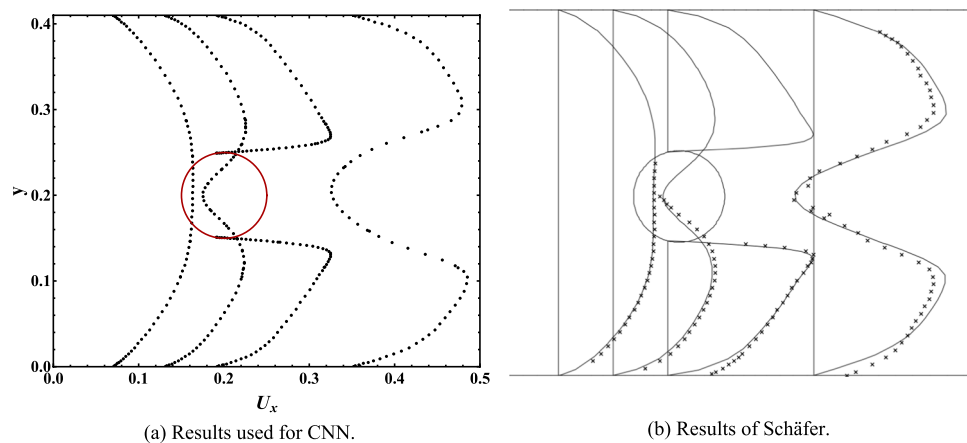 0.4
0.3
y
0.2
0.1
0.0
0.0 0.1 0.2 0.3 0.4 0.5
Uₓ
(a) Results used for CNN.
(b) Results of Schäfer.